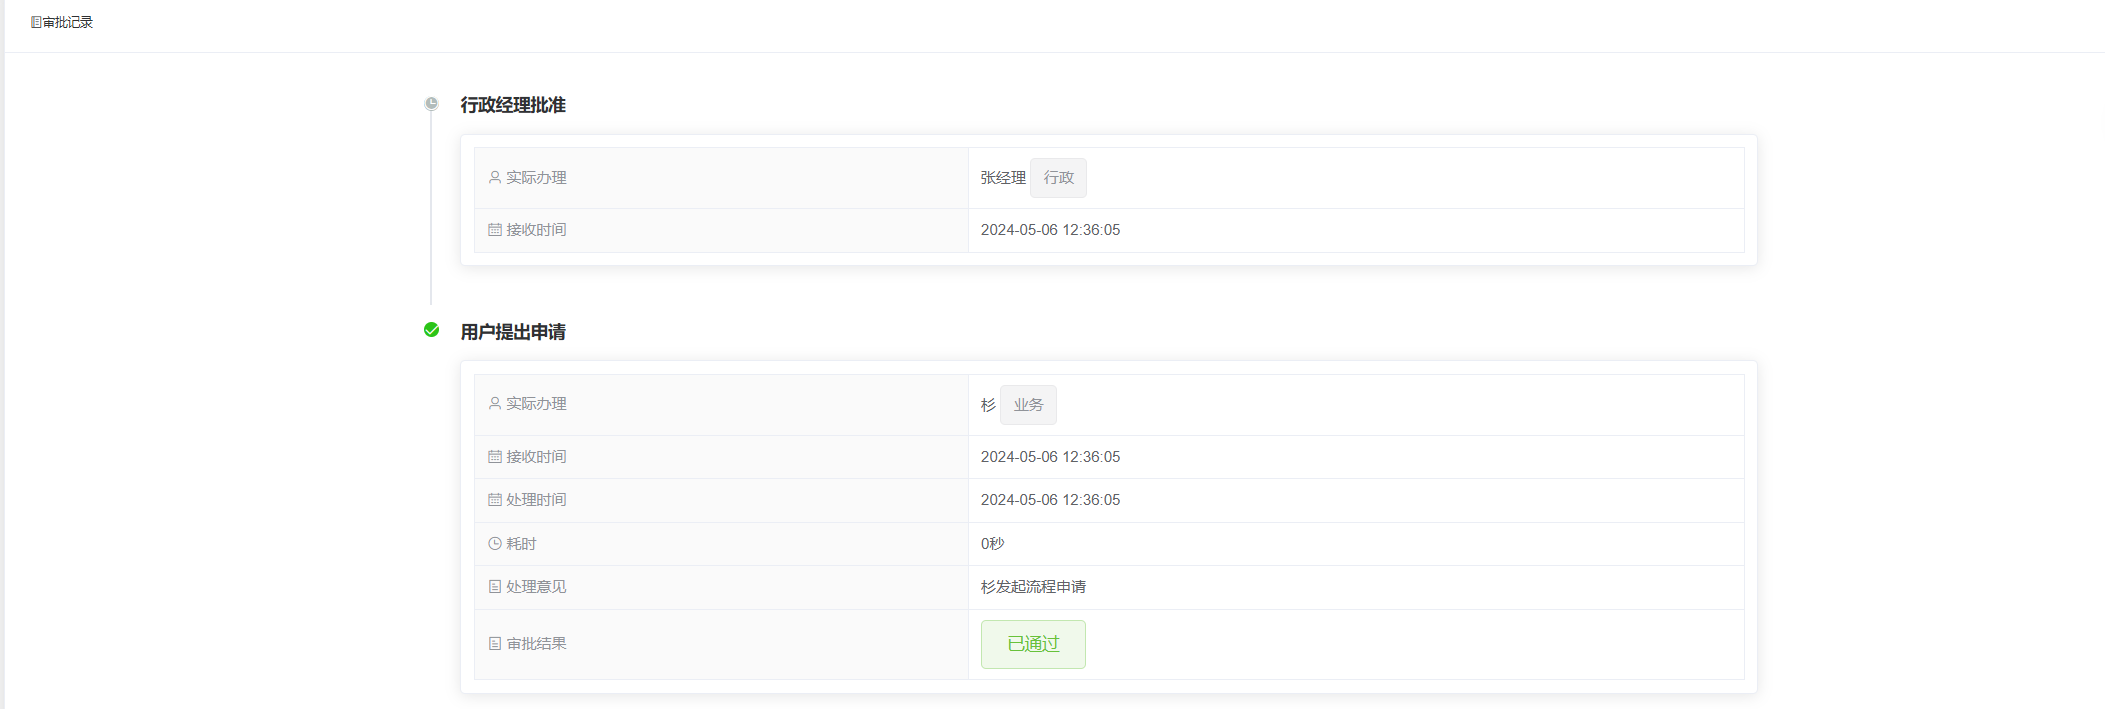 审批记录
行政经理批准
实际办理 张经理 行政
接收时间 2024-05-06 12:36:05
用户提出申请
实际办理 杉 业务
接收时间 2024-05-06 12:36:05
处理时间 2024-05-06 12:36:05
耗时 0秒
处理意见 杉发起流程申请
审批结果 已通过